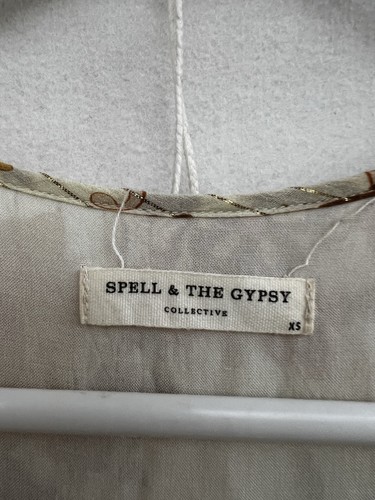 SPELL & THE GYPSY
COLLECTIVE
XS